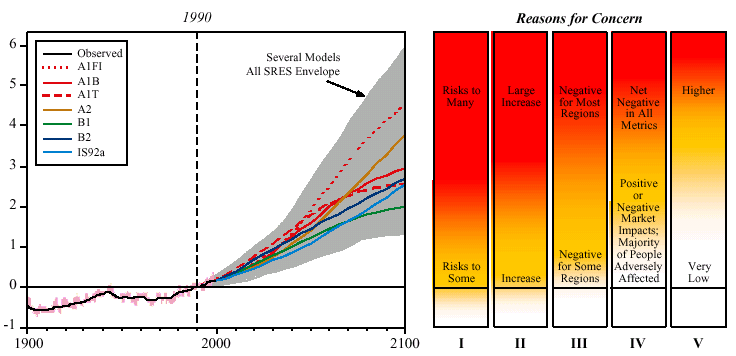 1990
Reasons for Concern
6
5
4
3
2
1
0
-1
1900
2000
2100
Observed
A1FI
A1B
A1T
A2
B1
B2
IS92a
Several Models
All SRES Envelope
Risks to
Many
Risks to
Some
I
Large
Increase
Increase
II
Negative
for Most
Regions
Negative
for Some
Regions
III
Net
Negative
in All
Metrics
Positive
or
Negative
Market
Impacts;
Majority
of People
Adversely
Affected
IV
Higher
Very
Low
V